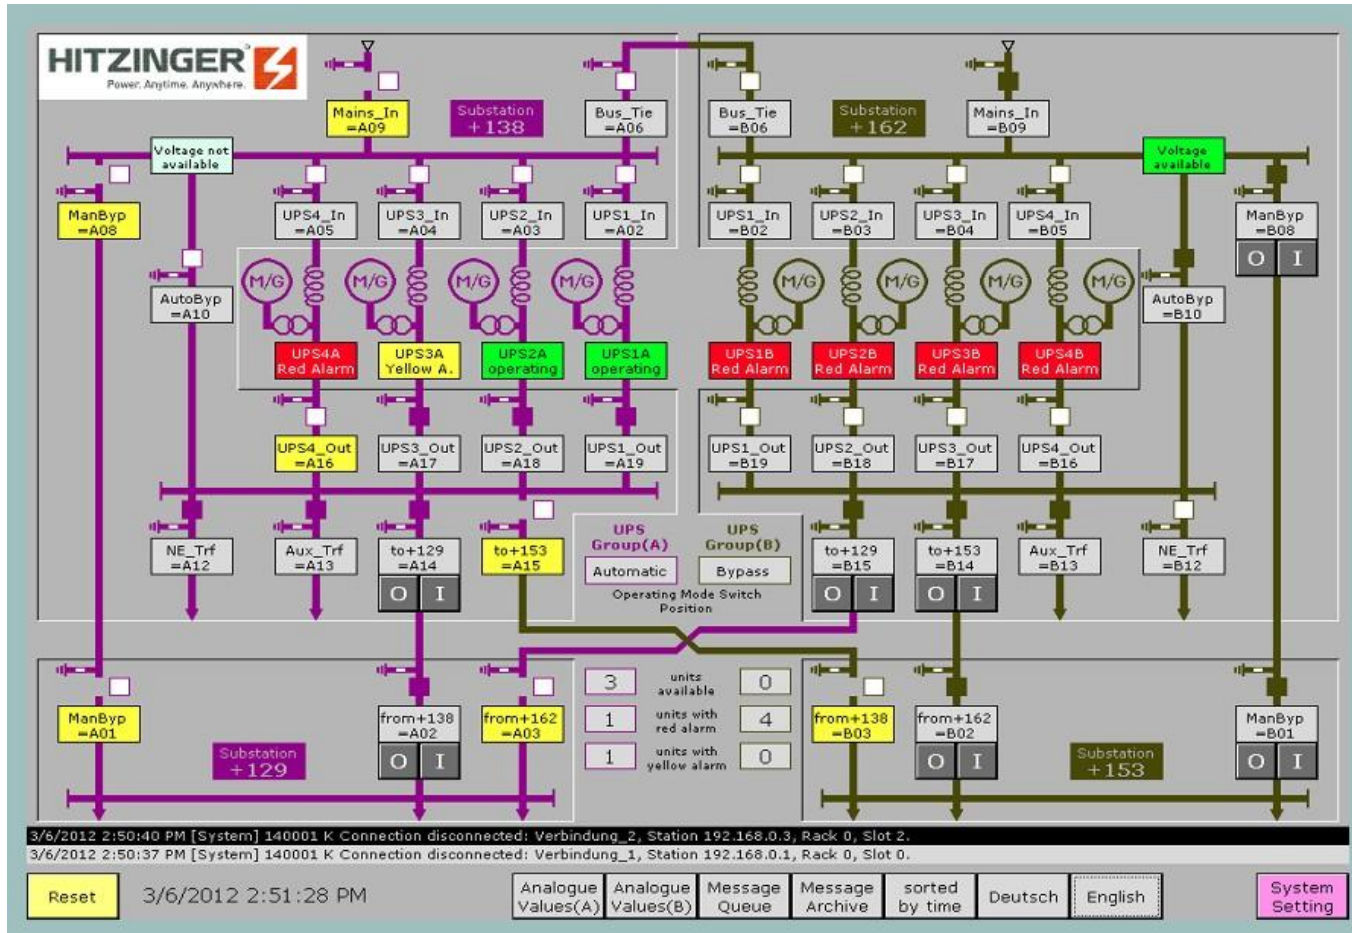 HITZINGER
Power. Anytime. Anywhere.
Mains_In
=A09
Substation
+138
Bus_Tie
=A06
Bus_Tie
=B06
Substation
+162
Mains_In
=B09
Voltage not
available
Voltage
available
ManByp
=A08
UPS4_In
=A05
UPS3_In
=A04
UPS2_In
=A03
UPS1_In
=A02
UPS1_In
=B02
UPS2_In
=B03
UPS3_In
=B04
UPS4_In
=B05
ManByp
=B08
O I
AutoByp
=A10
M/G
M/G
M/G
M/G
M/G
M/G
M/G
M/G
AutoByp
=B10
UPS4A
Red Alarm
UPS3A
Yellow A.
UPS2A
operating
UPS1A
operating
UPS1B
Red Alarm
UPS2B
Red Alarm
UPS3B
Red Alarm
UPS4B
Red Alarm
UPS4_Out
=A16
UPS3_Out
=A17
UPS2_Out
=A18
UPS1_Out
=A19
UPS1_Out
=B19
UPS2_Out
=B18
UPS3_Out
=B17
UPS4_Out
=B16
NE_Trf
=A12
Aux_Trf
=A13
to+129
=A14
O I
to+153
=A15
UPS
Group(A)
Automatic
UPS
Group(B)
Bypass
Operating Mode Switch
Position
to+129
=B15
O I
to+153
=B14
O I
Aux_Trf
=B13
NE_Trf
=B12
ManByp
=A01
Substation
+129
from+138
=A02
O I
from+162
=A03
3 units
available 0
1 units with
red alarm 4
1 units with
yellow alarm 0
from+138
=B03
from+162
=B02
O I
Substation
+153
ManByp
=B01
O I
3/6/2012 2:50:40 PM [System] 140001 K Connection disconnected: Verbindung_2, Station 192.168.0.3, Rack 0, Slot 2.
3/6/2012 2:50:37 PM [System] 140001 K Connection disconnected: Verbindung_1, Station 192.168.0.1, Rack 0, Slot 0.
Reset
3/6/2012 2:51:28 PM
Analogue
Values(A)
Analogue
Values(B)
Message
Queue
Message
Archive
sorted
by time
Deutsch
English
System
Setting